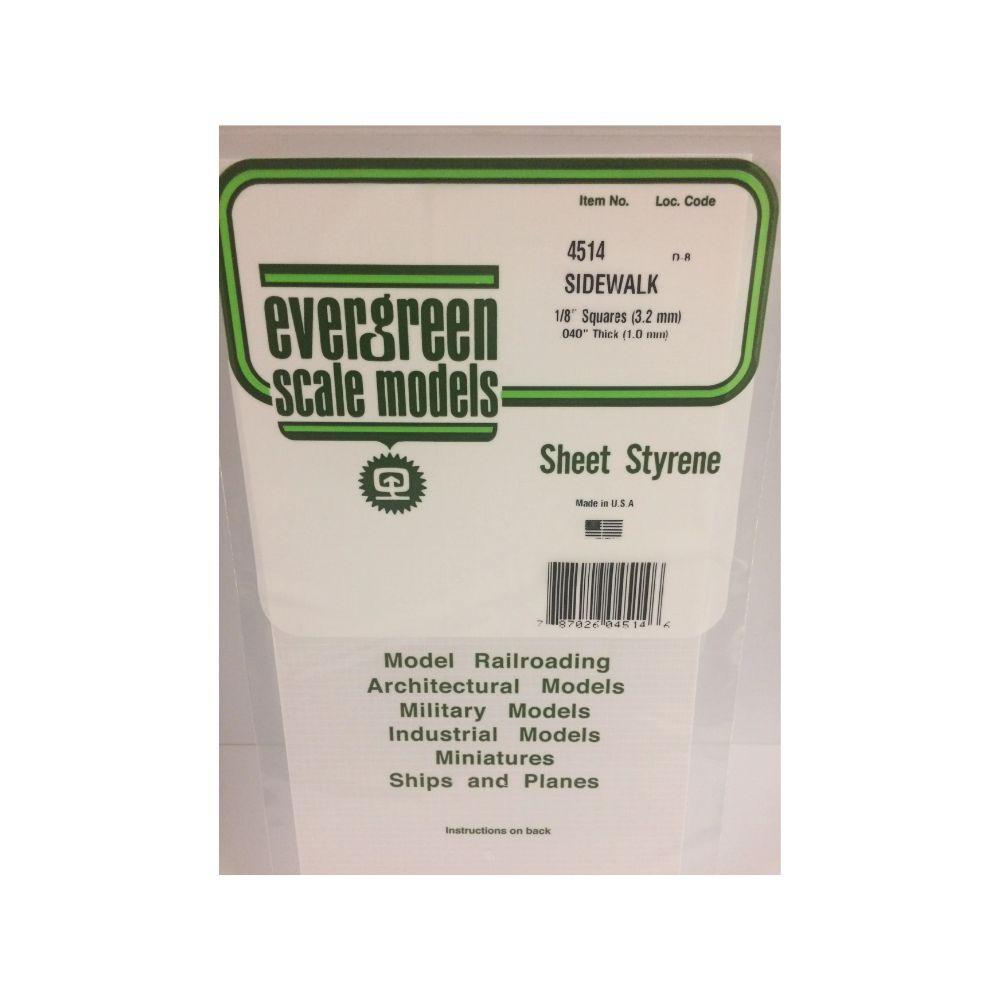 Item No. Loc. Code
4514 D-8
SIDEWALK
1/8" Squares (3.2 mm)
.040" Thick (1.0 mm)
evergreen
scale models
Sheet Styrene
Made in U.S.A
7 87026 04514 6
Model Railroading
Architectural Models
Military Models
Industrial Models
Miniatures
Ships and Planes
Instructions on back